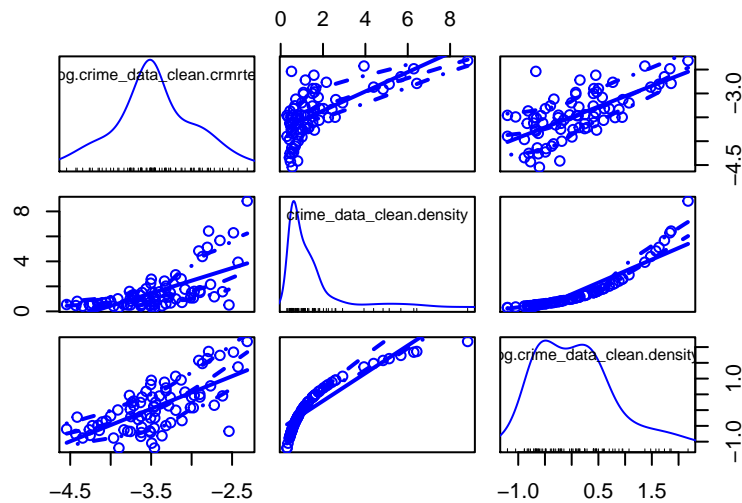 0 2 4 6 8
og.crime_data_clean.crmrte
-3.0
-4.5
8
4
0
crime_data_clean.density
og.crime_data_clean.density
1.0
-1.0
-4.5 -3.5 -2.5
-1.0 0.5 1.5